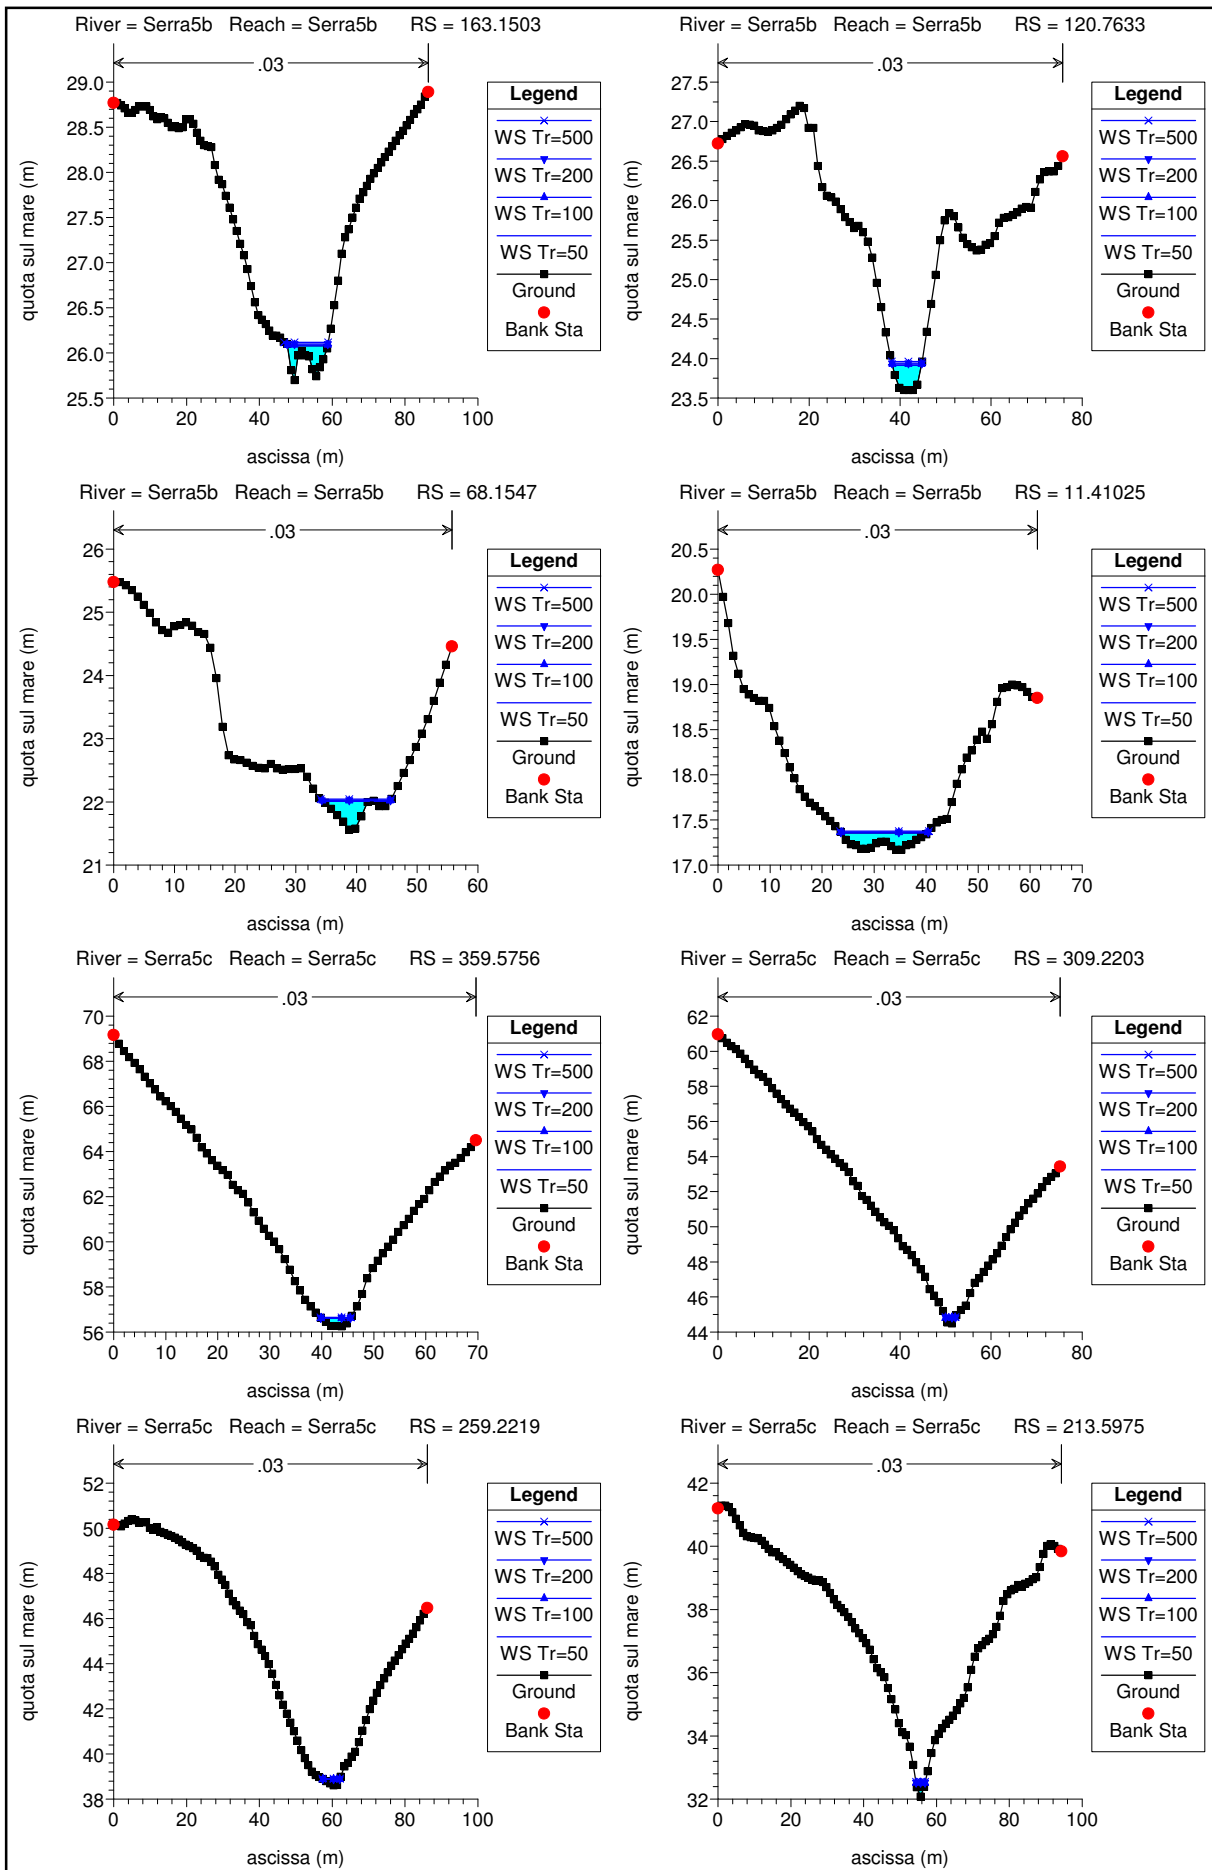 River = Serra5b Reach = Serra5b RS = 163.1503
.03
29.0
28.5
28.0
27.5
27.0
26.5
26.0
25.5
0 20 40 60 80 100
quota sul mare (m)
ascissa (m)
Legend
WS Tr=500
WS Tr=200
WS Tr=100
WS Tr=50
Ground
Bank Sta
River = Serra5b Reach = Serra5b RS = 120.7633
.03
27.5
27.0
26.5
26.0
25.5
25.0
24.5
24.0
23.5
0 20 40 60 80
quota sul mare (m)
ascissa (m)
Legend
WS Tr=500
WS Tr=200
WS Tr=100
WS Tr=50
Ground
Bank Sta
River = Serra5b Reach = Serra5b RS = 68.1547
.03
26
25
24
23
22
21
0 10 20 30 40 50 60
quota sul mare (m)
ascissa (m)
Legend
WS Tr=500
WS Tr=200
WS Tr=100
WS Tr=50
Ground
Bank Sta
River = Serra5b Reach = Serra5b RS = 11.41025
.03
20.5
20.0
19.5
19.0
18.5
18.0
17.5
17.0
0 10 20 30 40 50 60 70
quota sul mare (m)
ascissa (m)
Legend
WS Tr=500
WS Tr=200
WS Tr=100
WS Tr=50
Ground
Bank Sta
River = Serra5c Reach = Serra5c RS = 359.5756
.03
70
68
66
64
62
60
58
56
0 10 20 30 40 50 60 70
quota sul mare (m)
ascissa (m)
Legend
WS Tr=500
WS Tr=200
WS Tr=100
WS Tr=50
Ground
Bank Sta
River = Serra5c Reach = Serra5c RS = 309.2203
.03
62
60
58
56
54
52
50
48
46
44
0 20 40 60 80
quota sul mare (m)
ascissa (m)
Legend
WS Tr=500
WS Tr=200
WS Tr=100
WS Tr=50
Ground
Bank Sta
River = Serra5c Reach = Serra5c RS = 259.2219
.03
52
50
48
46
44
42
40
38
0 20 40 60 80 100
quota sul mare (m)
ascissa (m)
Legend
WS Tr=500
WS Tr=200
WS Tr=100
WS Tr=50
Ground
Bank Sta
River = Serra5c Reach = Serra5c RS = 213.5975
.03
42
40
38
36
34
32
0 20 40 60 80 100
quota sul mare (m)
ascissa (m)
Legend
WS Tr=500
WS Tr=200
WS Tr=100
WS Tr=50
Ground
Bank Sta